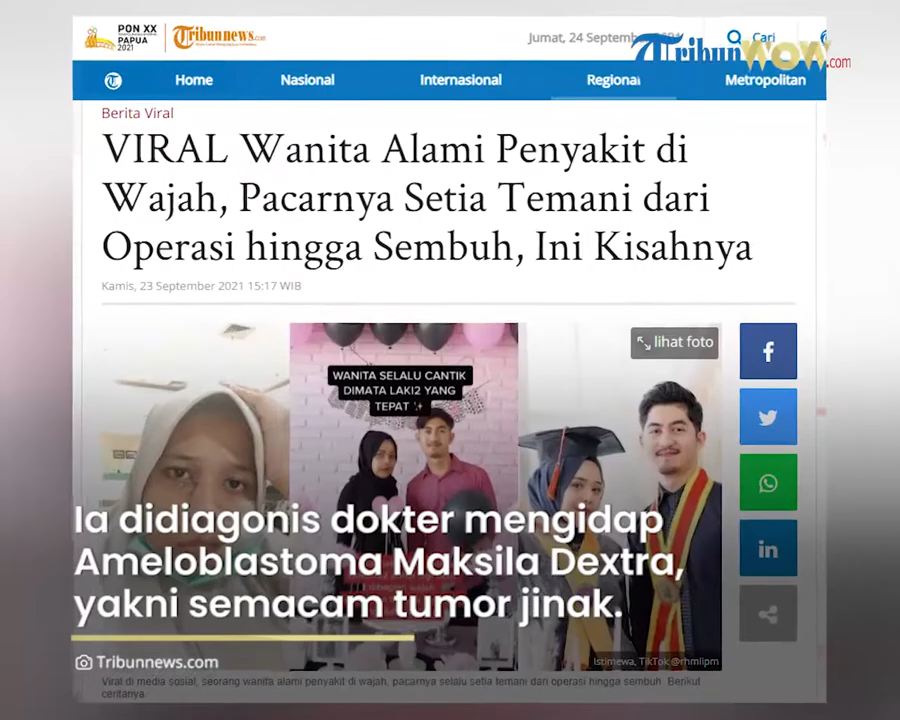 PON XX
PAPUA
2021
Tribunnews.com
Jumat, 24 September 2021
Cari
TribunWOW.com
Home
Nasional
Internasional
Regional
Metropolitan
Berita Viral
VIRAL Wanita Alami Penyakit di
Wajah, Pacarnya Setia Temani dari
Operasi hingga Sembuh, Ini Kisahnya
Kamis, 23 September 2021 15:17 WIB
lihat foto
WANITA SELALU CANTIK
DIMATA LAKI2 YANG
TEPAT
Ia didiagonis dokter mengidap
Ameloblastoma Maksila Dextra,
yakni semacam tumor jinak.
Tribunnews.com
Istimewa, TikTok @rhmlipm
Viral di media sosial, seorang wanita alami penyakit di wajah, pacarnya selalu setia temani dari operasi hingga sembuh. Berikut
ceritanya